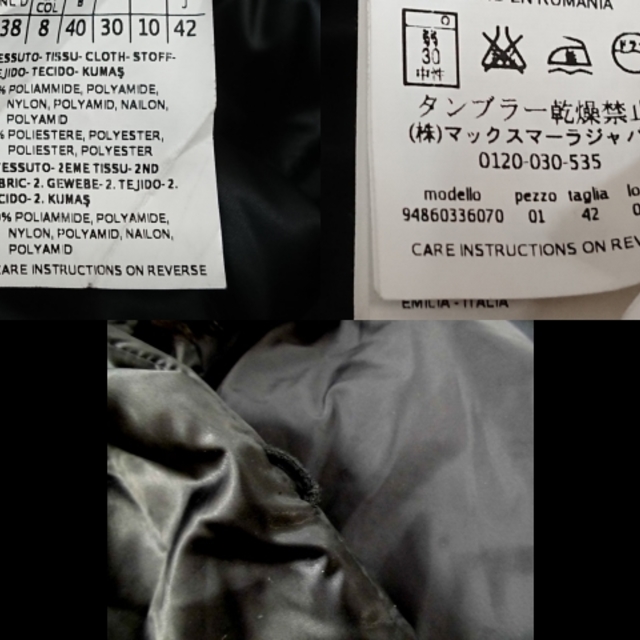 COL
38 8 40 30 10 42
TESSUTO- TISSU- CLOTH- STOFF-
TEJIDO- TECIDO- KUMAŞ
% POLIAMMIDE, POLYAMIDE,
NYLON, POLYAMID, NAILON,
POLYAMID
% POLIESTERE, POLYESTER,
POLIESTER, POLYESTER
TESSUTO- 2EME TISSU- 2ND
FABRIC- 2. GEWEBE- 2. TEJIDO- 2.
TECIDO- 2. KUMAŞ
% POLIAMMIDE, POLYAMIDE,
NYLON, POLYAMID, NAILON,
POLYAMID
CARE INSTRUCTIONS ON REVERSE
IN ROMANIA
30
中性
タンブラー乾燥禁止
(株)マックスマーラジャパ
0120-030-535
modello pezzo taglia
94860336070 01 42
CARE INSTRUCTIONS ON REV
EMILIA - ITALIA